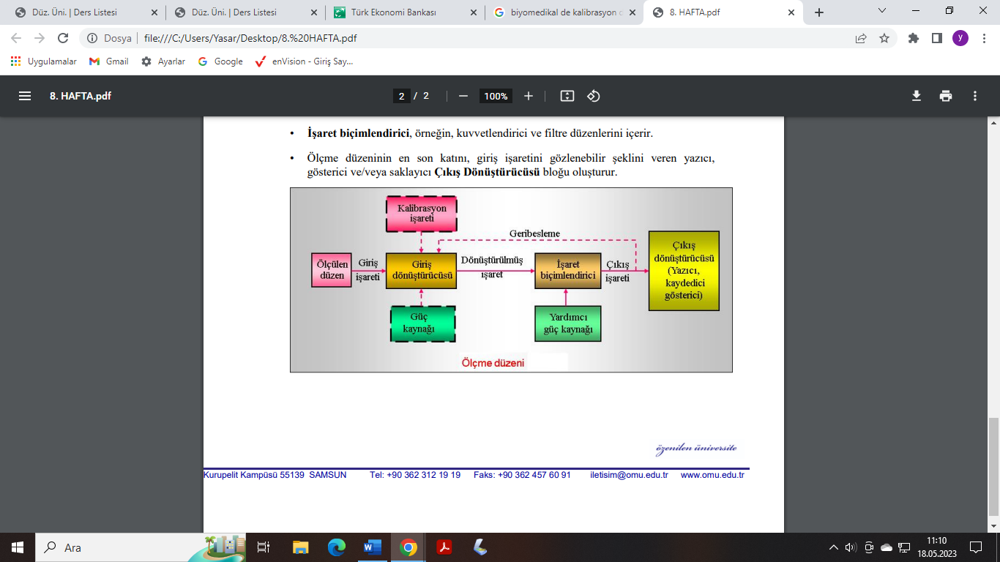 Düz. Üni. | Ders Listesi
Düz. Üni. | Ders Listesi
Türk Ekonomi Bankası
biyomedikal de kalibrasyon
8. HAFTA.pdf
Dosya
file:///C:/Users/Yasar/Desktop/8.%20HAFTA.pdf
y
Uygulamalar
Gmail
Ayarlar
Google
enVision - Giriş Say...
8. HAFTA.pdf
2 / 2
100%
• İşaret biçimlendirici, örneğin, kuvvetlendirici ve filtre düzenlerini içerir.
• Ölçme düzeninin en son katını, giriş işaretini gözlenebilir şeklini veren yazıcı,
gösterici ve/veya saklayıcı Çıkış Dönüştürücüsü bloğu oluşturur.
Kalibrasyon
işareti
Geribesleme
Ölçülen
düzen
Giriş
işareti
Giriş
dönüştürücüsü
Dönüştürülmüş
işaret
İşaret
biçimlendirici
Çıkış
işareti
Çıkış
dönüştürücüsü
(Yazıcı,
kaydedici
gösterici)
Güç
kaynağı
Yardımcı
güç kaynağı
Ölçme düzeni
özenilen üniversite
Kurupelit Kampüsü 55139 SAMSUN Tel: +90 362 312 19 19 Faks: +90 362 457 60 91 iletisim@omu.edu.tr www.omu.edu.tr
Ara
11:10
18.05.2023